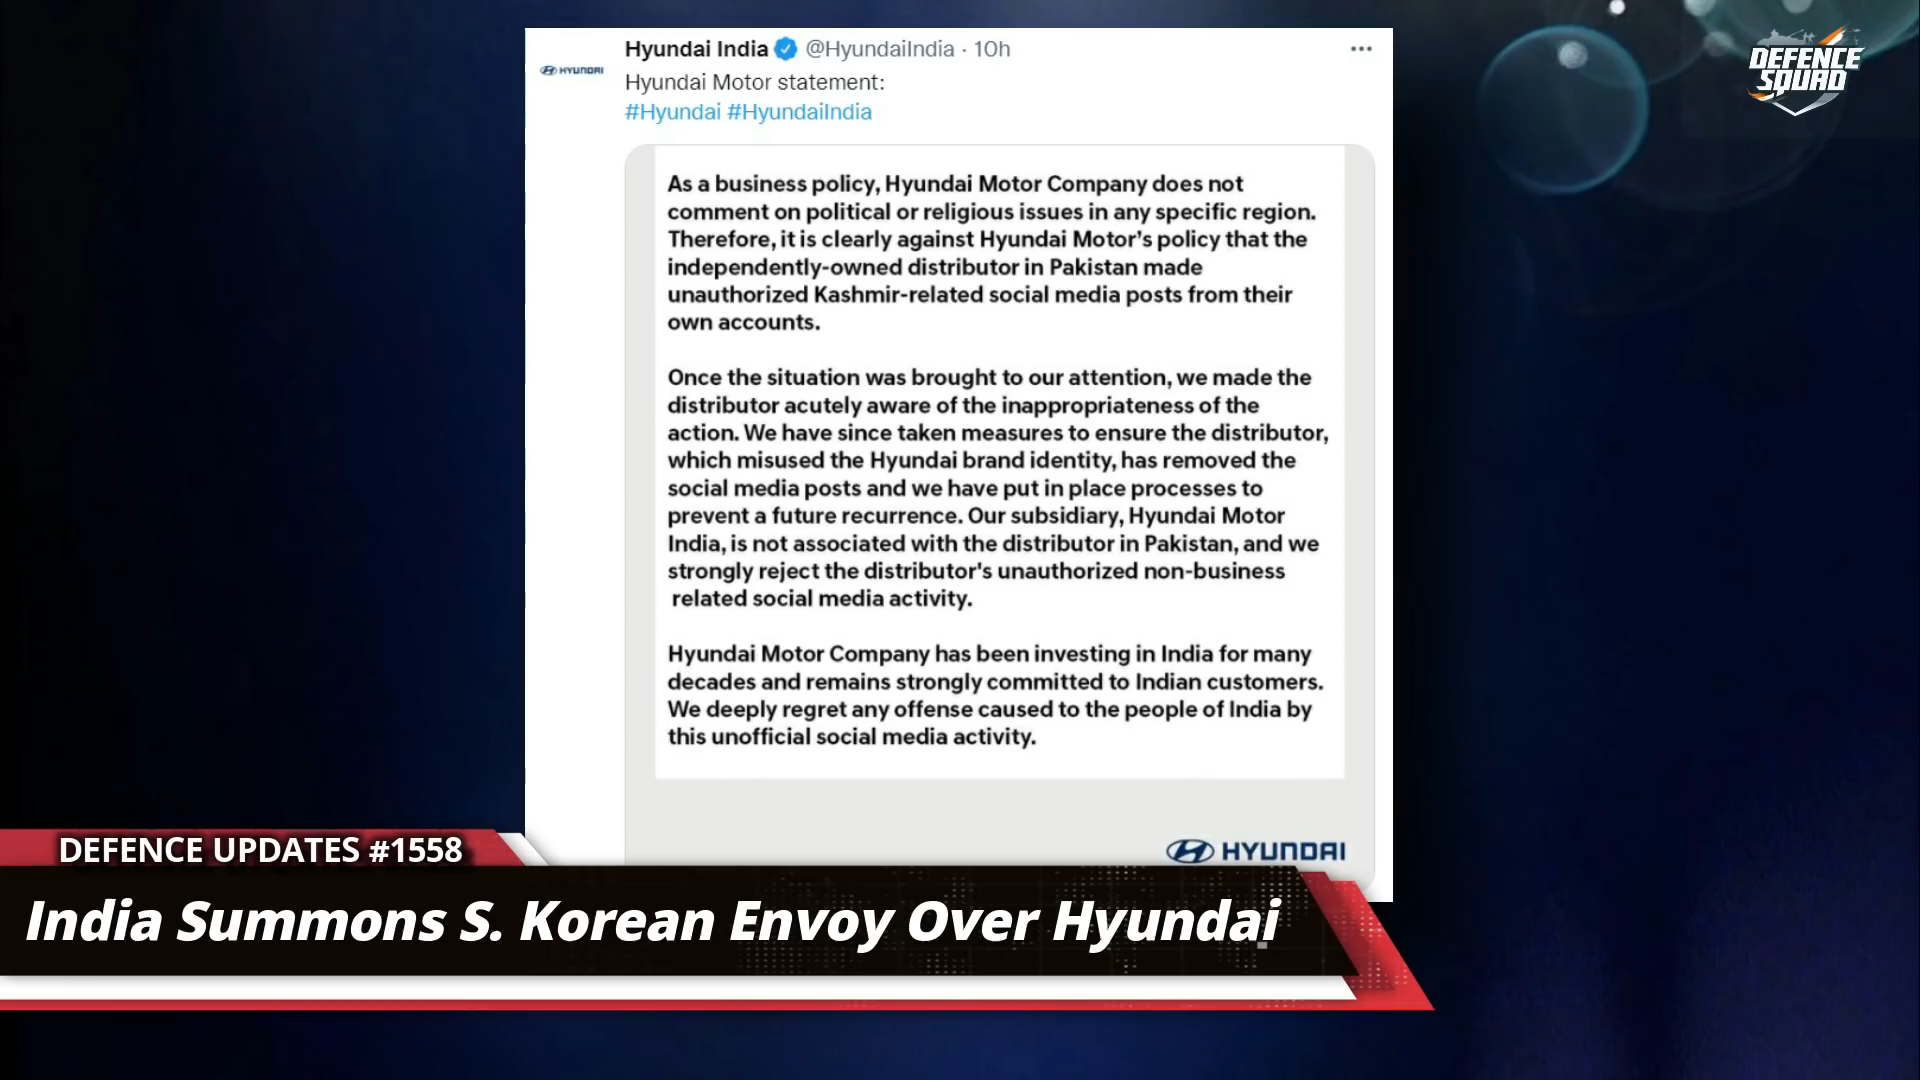 Hyundai India @HyundaiIndia · 10h
HYUNDAI
Hyundai Motor statement:
#Hyundai #HyundaiIndia
DEFENCE
SQUAD
As a business policy, Hyundai Motor Company does not
comment on political or religious issues in any specific region.
Therefore, it is clearly against Hyundai Motor's policy that the
independently-owned distributor in Pakistan made
unauthorized Kashmir-related social media posts from their
own accounts.
Once the situation was brought to our attention, we made the
distributor acutely aware of the inappropriateness of the
action. We have since taken measures to ensure the distributor,
which misused the Hyundai brand identity, has removed the
social media posts and we have put in place processes to
prevent a future recurrence. Our subsidiary, Hyundai Motor
India, is not associated with the distributor in Pakistan, and we
strongly reject the distributor's unauthorized non-business
related social media activity.
Hyundai Motor Company has been investing in India for many
decades and remains strongly committed to Indian customers.
We deeply regret any offense caused to the people of India by
this unofficial social media activity.
HYUNDAI
DEFENCE UPDATES #1558
India Summons S. Korean Envoy Over Hyundai